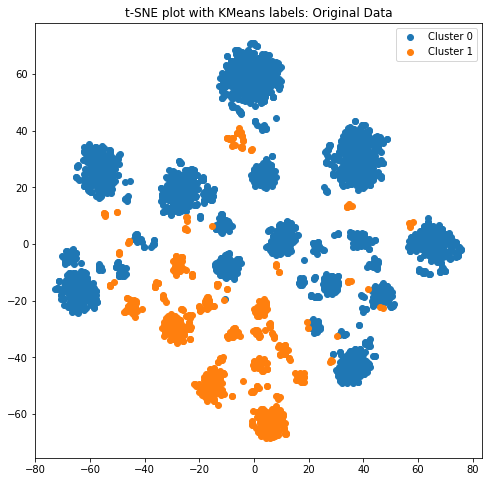 t-SNE plot with KMeans labels: Original Data
Cluster 0
Cluster 1
60
40
20
0
−20
−40
−60
−80 −60 −40 −20 0 20 40 60 80